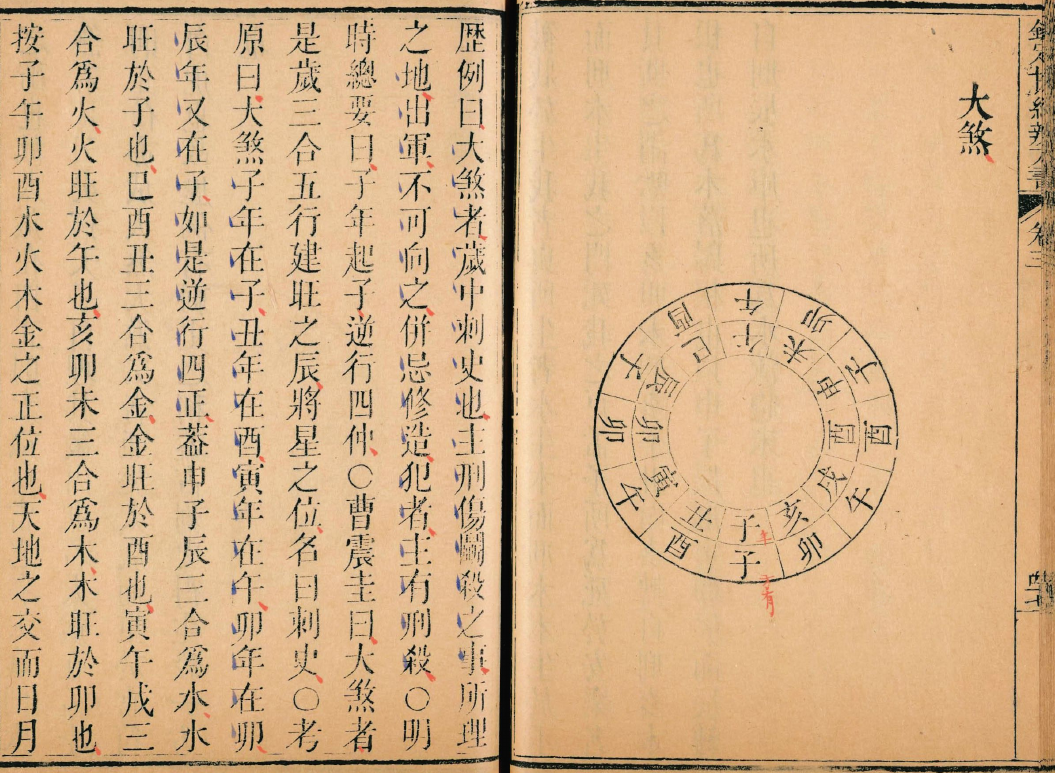 卷三
大煞
子丑寅卯辰巳午未申酉戌亥
子酉午卯子酉午卯子酉午卯
歷例曰大煞者歲中刺史也主刑傷鬭殺之事所理
之地出軍不可向之併忌修造犯者主有刑殺○明
時總要曰子年起子逆行四仲○曹震圭曰大煞者
是歲三合五行建旺之辰將星之位名曰刺史○考
原曰大煞子年在子丑年在酉寅年在午卯年在卯
辰年又在子如是逆行四正葢申子辰三合爲水水
旺於子也巳酉丑三合爲金金旺於酉也寅午戌三
合爲火火旺於午也亥卯未三合爲木木旺於卯也
按子午卯酉水火木金之正位也天地之交而日月